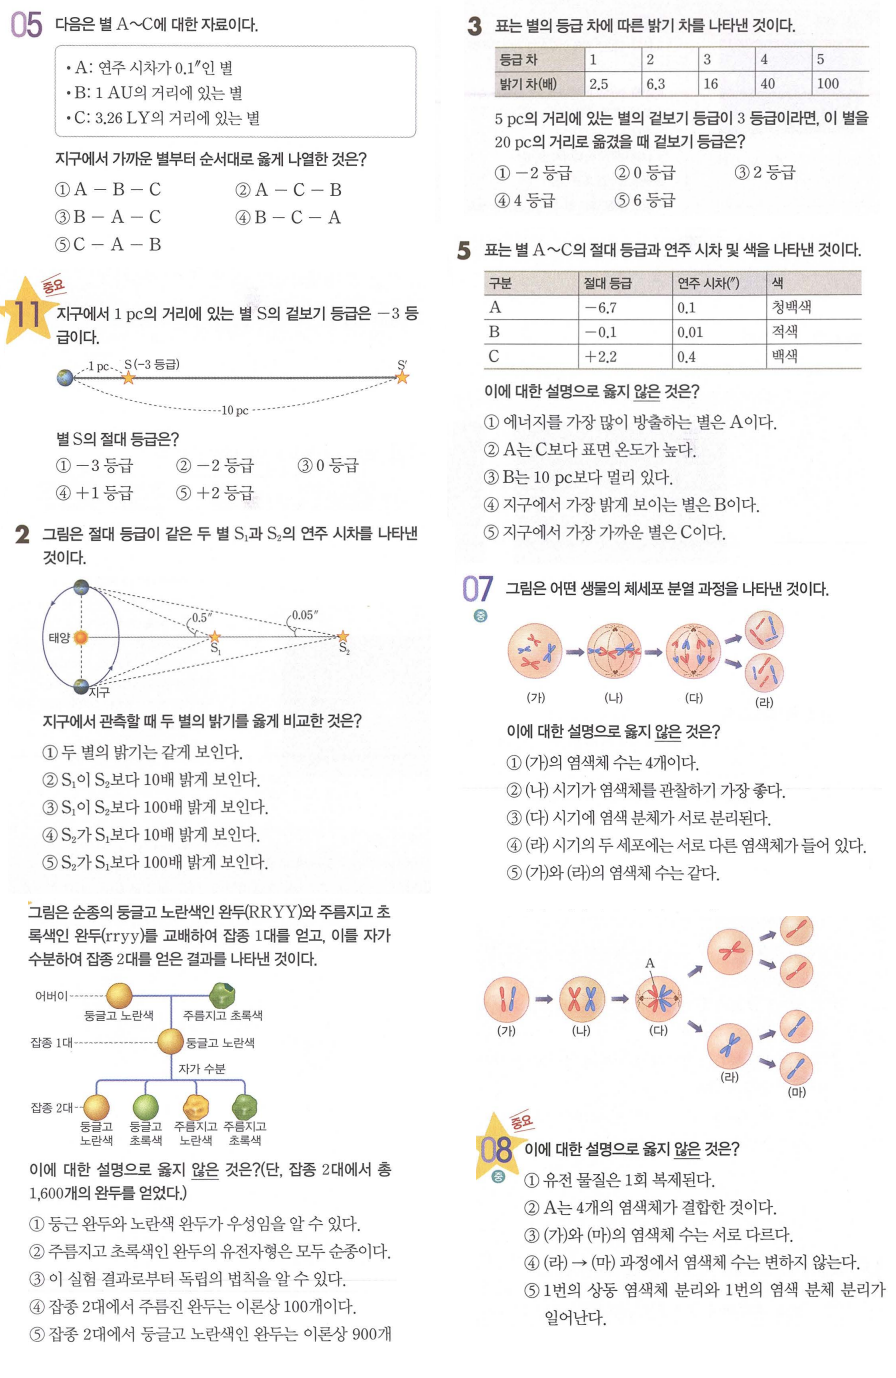 05 다음은 별 A~C에 대한 자료이다.
• A: 연주 시차가 0.1″인 별
• B: 1 AU의 거리에 있는 별
• C: 3.26 LY의 거리에 있는 별
지구에서 가까운 별부터 순서대로 옳게 나열한 것은?
① A - B - C ② A - C - B
③ B - A - C ④ B - C - A
⑤ C - A - B
중요
11 지구에서 1 pc의 거리에 있는 별 S의 겉보기 등급은 -3 등
급이다.
1 pc S(-3 등급) S′
10 pc
별 S의 절대 등급은?
① -3 등급 ② -2 등급 ③ 0 등급
④ +1 등급 ⑤ +2 등급
2 그림은 절대 등급이 같은 두 별 S₁과 S₂의 연주 시차를 나타낸
것이다.
0.5″ 0.05″
태양
S₁ S₂
지구
지구에서 관측할 때 두 별의 밝기를 옳게 비교한 것은?
① 두 별의 밝기는 같게 보인다.
② S₁이 S₂보다 10배 밝게 보인다.
③ S₁이 S₂보다 100배 밝게 보인다.
④ S₂가 S₁보다 10배 밝게 보인다.
⑤ S₂가 S₁보다 100배 밝게 보인다.
그림은 순종의 둥글고 노란색인 완두(RRYY)와 주름지고 초
록색인 완두(rryy)를 교배하여 잡종 1대를 얻고, 이를 자가
수분하여 잡종 2대를 얻은 결과를 나타낸 것이다.
어버이
둥글고 노란색 주름지고 초록색
잡종 1대 둥글고 노란색
자가 수분
잡종 2대
둥글고 둥글고 주름지고 주름지고
노란색 초록색 노란색 초록색
이에 대한 설명으로 옳지 않은 것은?(단, 잡종 2대에서 총
1,600개의 완두를 얻었다.)
① 둥근 완두와 노란색 완두가 우성임을 알 수 있다.
② 주름지고 초록색인 완두의 유전자형은 모두 순종이다.
③ 이 실험 결과로부터 독립의 법칙을 알 수 있다.
④ 잡종 2대에서 주름진 완두는 이론상 100개이다.
⑤ 잡종 2대에서 둥글고 노란색인 완두는 이론상 900개
3 표는 별의 등급 차에 따른 밝기 차를 나타낸 것이다.
등급 차 1 2 3 4 5
밝기 차(배) 2.5 6.3 16 40 100
5 pc의 거리에 있는 별의 겉보기 등급이 3 등급이라면, 이 별을
20 pc의 거리로 옮겼을 때 겉보기 등급은?
① -2 등급 ② 0 등급 ③ 2 등급
④ 4 등급 ⑤ 6 등급
5 표는 별 A~C의 절대 등급과 연주 시차 및 색을 나타낸 것이다.
구분 절대 등급 연주 시차(″) 색
A -6.7 0.1 청백색
B -0.1 0.01 적색
C +2.2 0.4 백색
이에 대한 설명으로 옳지 않은 것은?
① 에너지를 가장 많이 방출하는 별은 A이다.
② A는 C보다 표면 온도가 높다.
③ B는 10 pc보다 멀리 있다.
④ 지구에서 가장 밝게 보이는 별은 B이다.
⑤ 지구에서 가장 가까운 별은 C이다.
07 그림은 어떤 생물의 체세포 분열 과정을 나타낸 것이다.
중
(가) (나) (다) (라)
이에 대한 설명으로 옳지 않은 것은?
① (가)의 염색체 수는 4개이다.
② (나) 시기가 염색체를 관찰하기 가장 좋다.
③ (다) 시기에 염색 분체가 서로 분리된다.
④ (라) 시기의 두 세포에는 서로 다른 염색체가 들어 있다.
⑤ (가)와 (라)의 염색체 수는 같다.
A
(가) (나) (다)
(라)
(마)
중요
08 이에 대한 설명으로 옳지 않은 것은?
중
① 유전 물질은 1회 복제된다.
② A는 4개의 염색체가 결합한 것이다.
③ (가)와 (마)의 염색체 수는 서로 다르다.
④ (라) → (마) 과정에서 염색체 수는 변하지 않는다.
⑤ 1번의 상동 염색체 분리와 1번의 염색 분체 분리가
일어난다.